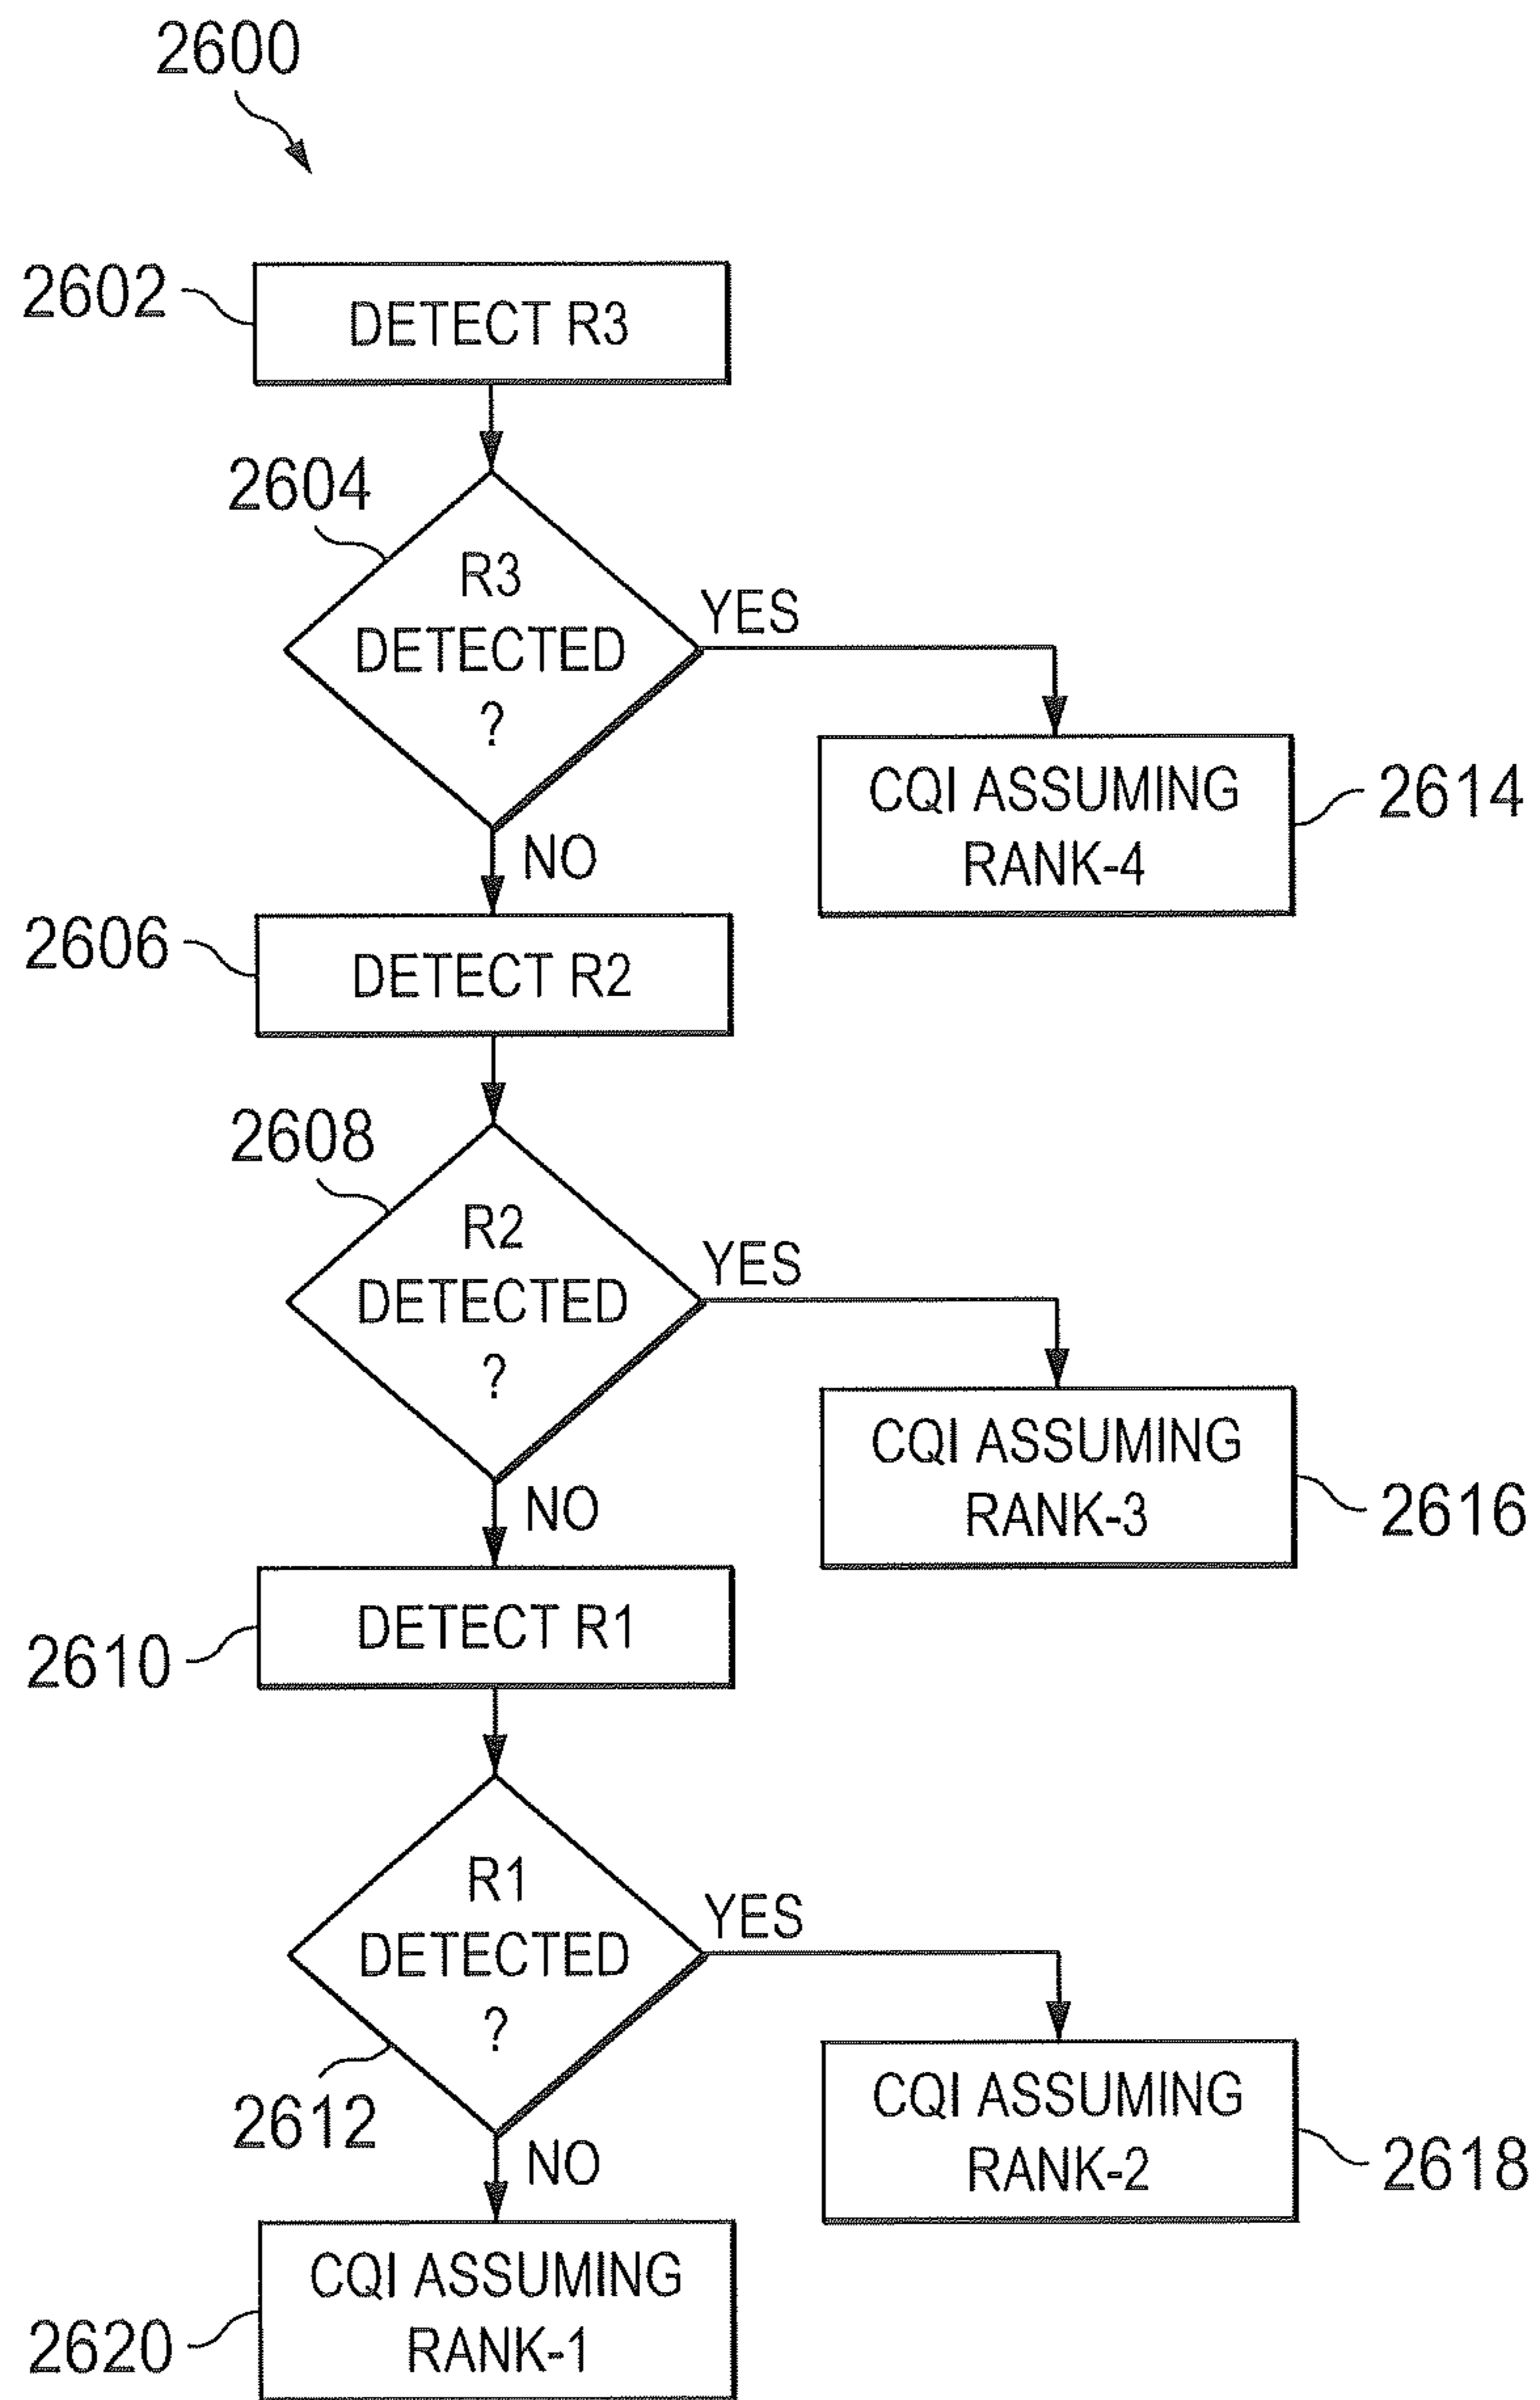 2600
2602
DETECT R3
2604
R3
DETECTED
?
YES
NO
CQI ASSUMING
RANK-4
2614
2606
DETECT R2
2608
R2
DETECTED
?
YES
NO
CQI ASSUMING
RANK-3
2616
2610
DETECT R1
R1
DETECTED
?
YES
2612
NO
CQI ASSUMING
RANK-2
2618
CQI ASSUMING
RANK-1
2620